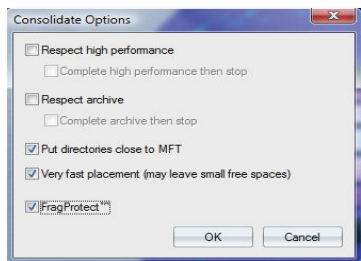 Consolidate Options
Respect high performance
Complete high performance then stop
Respect archive
Complete archive then stop
Put directories close to MFT
Very fast placement (may leave small free spaces)
FragProtect™
OK
Cancel